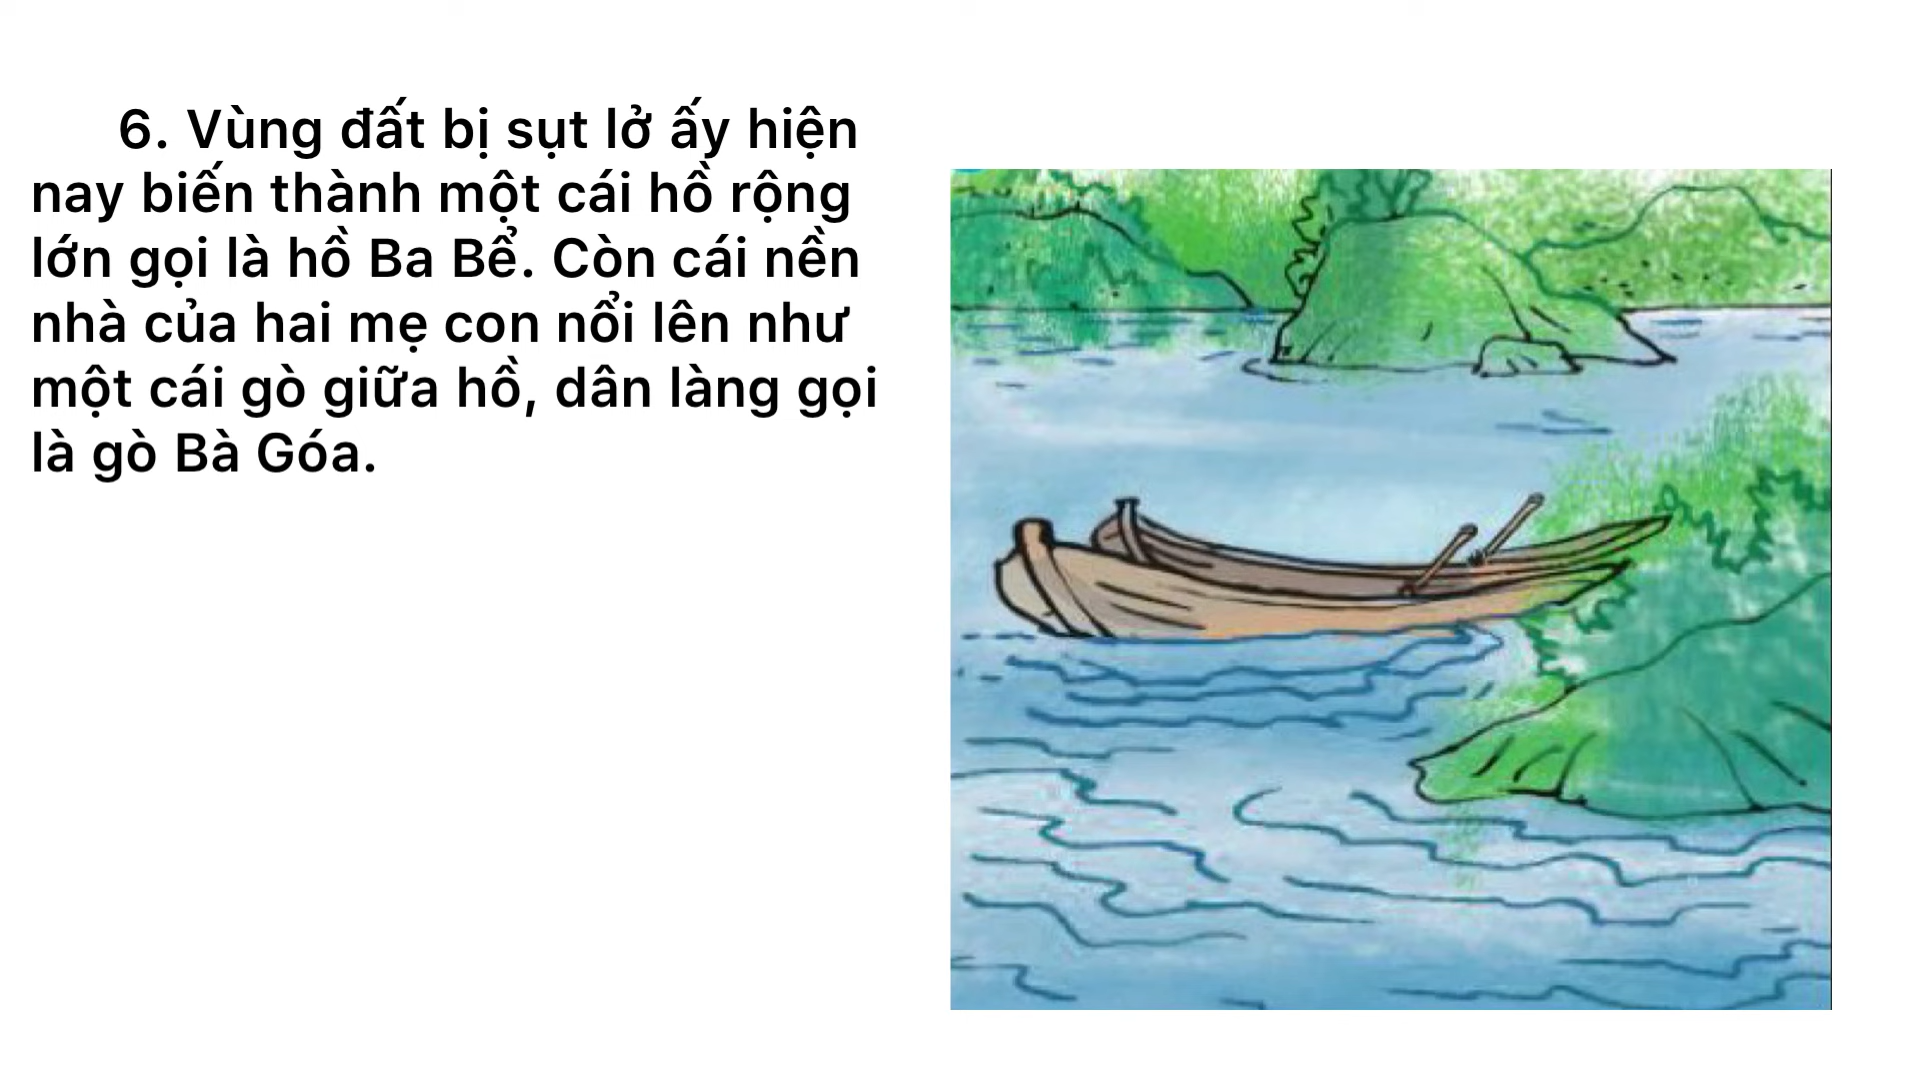 6. Vùng đất bị sụt lở ấy hiện
nay biến thành một cái hồ rộng
lớn gọi là hồ Ba Bể. Còn cái nền
nhà của hai mẹ con nổi lên như
một cái gò giữa hồ, dân làng gọi
là gò Bà Góa.